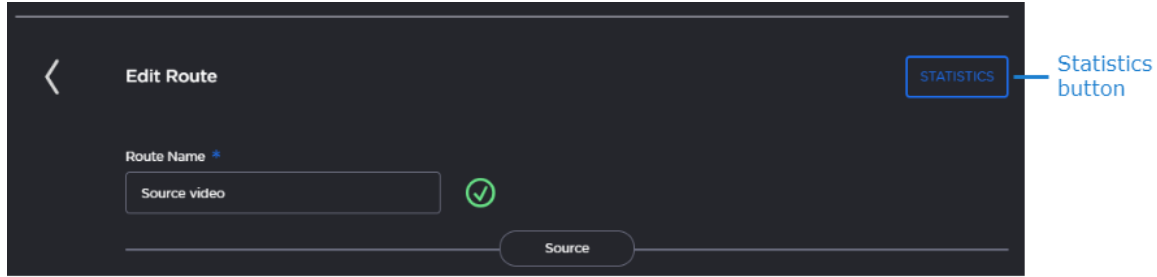 Edit Route
STATISTICS
Statistics
button
Route Name *
Source video
Source